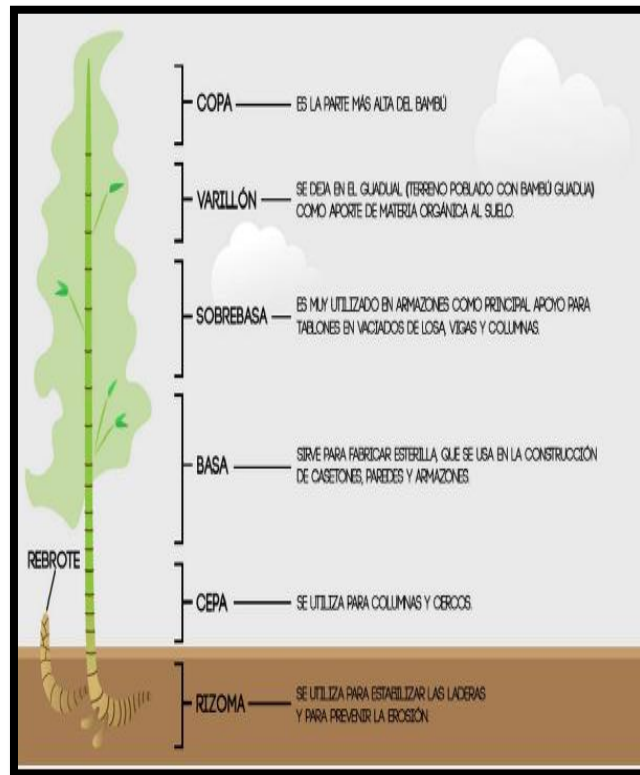 COPA
ES LA PARTE MÁS ALTA DEL BAMBÚ
VARILLÓN
SE DEJA EN EL GUADUAL (TERRENO POBLADO CON BAMBÚ GUADUA)
COMO APORTE DE MATERIA ORGÁNICA AL SUELO.
SOBREBASA
ES MUY UTILIZADO EN ARMAZONES COMO PRINCIPAL APOYO PARA
TABLONES EN VACIADOS DE LOSA, VIGAS Y COLUMNAS.
BASA
SIRVE PARA FABRICAR ESTERILLA, QUE SE USA EN LA CONSTRUCCIÓN
DE CASETONES, PAREDES Y ARMAZONES.
REBROTE
CEPA
SE UTILIZA PARA COLUMNAS Y CERCOS.
RIZOMA
SE UTILIZA PARA ESTABILIZAR LAS LADERAS
Y PARA PREVENIR LA EROSIÓN.